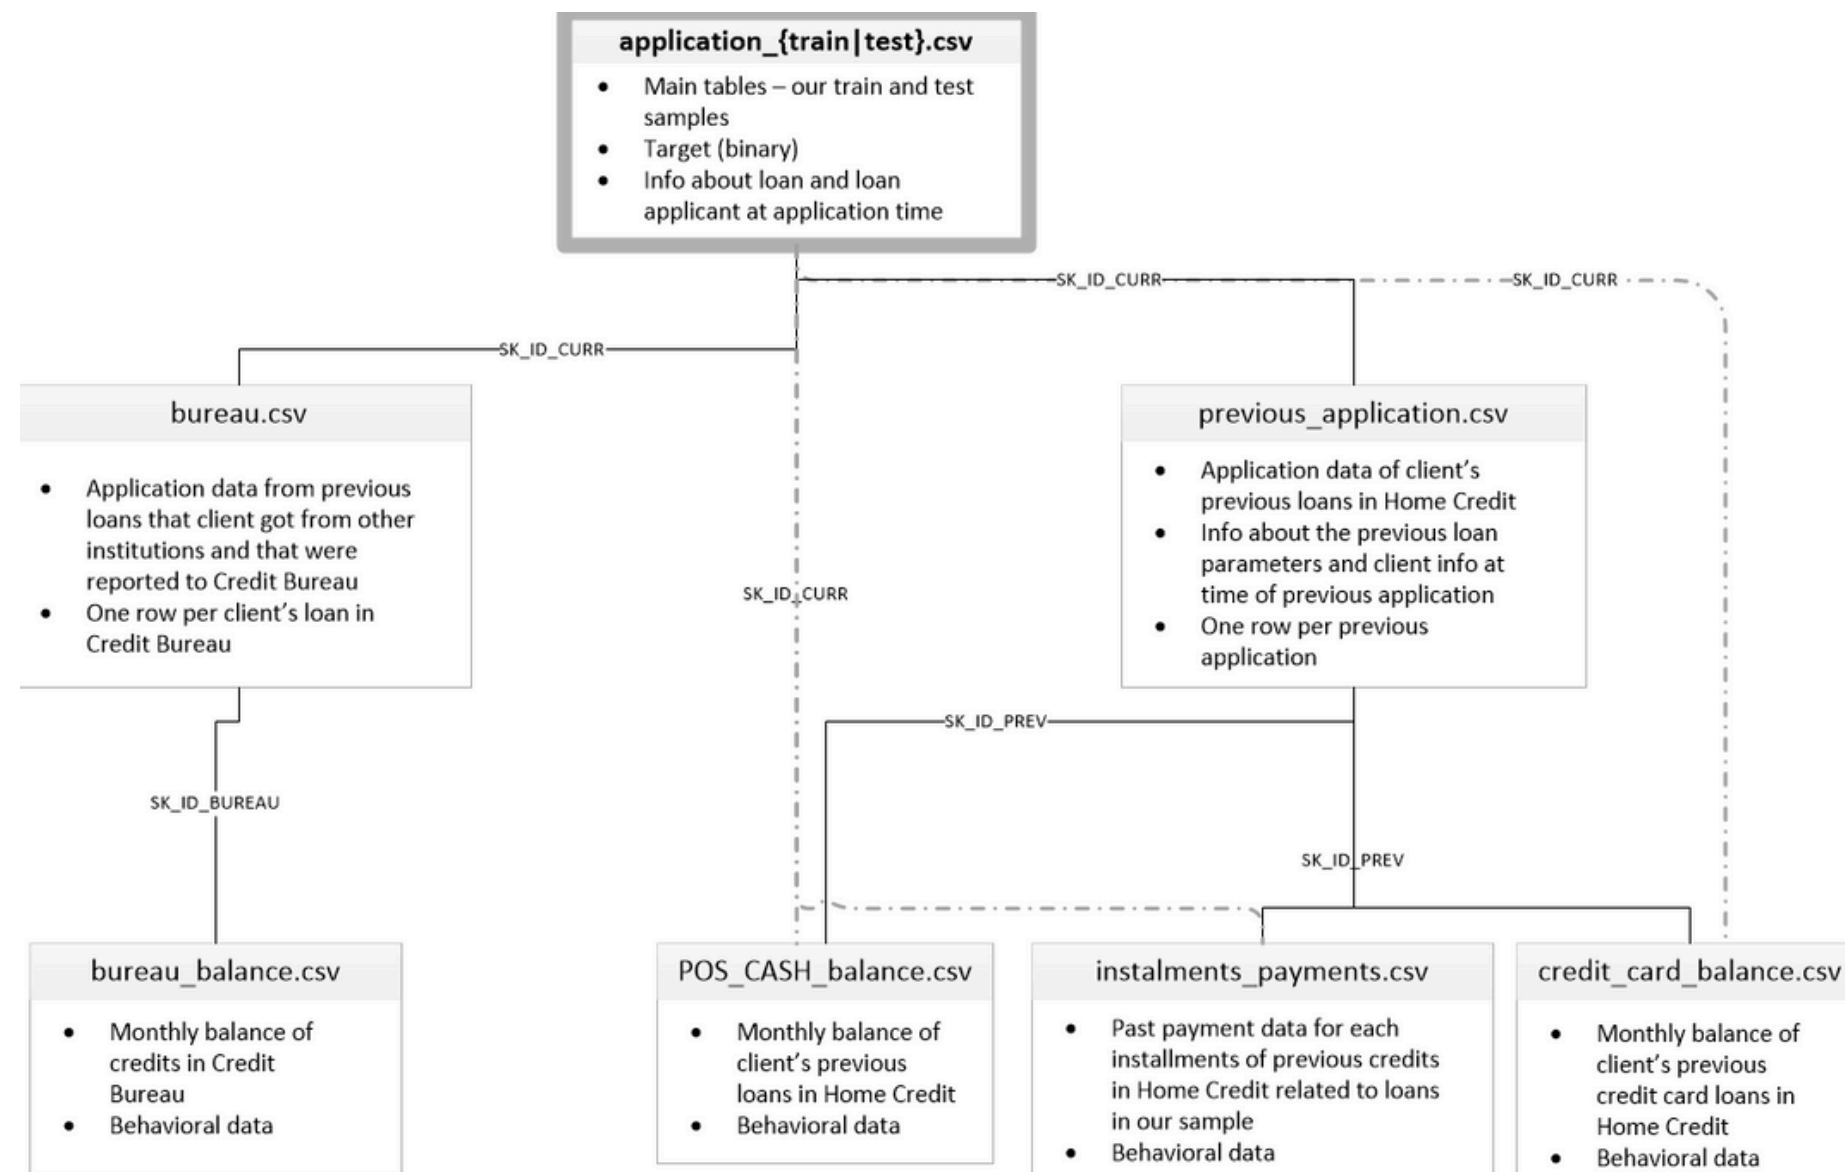 application_{train|test}.csv
• Main tables – our train and test
samples
• Target (binary)
• Info about loan and loan
applicant at application time
SK_ID_CURR
SK_ID_CURR
SK_ID_CURR
bureau.csv
• Application data from previous
loans that client got from other
institutions and that were
reported to Credit Bureau
• One row per client's loan in
Credit Bureau
previous_application.csv
• Application data of client's
previous loans in Home Credit
• Info about the previous loan
parameters and client info at
time of previous application
• One row per previous
application
SK_ID_CURR
SK_ID_PREV
SK_ID_BUREAU
SK_ID_PREV
bureau_balance.csv
• Monthly balance of
credits in Credit
Bureau
• Behavioral data
POS_CASH_balance.csv
• Monthly balance of
client's previous
loans in Home Credit
• Behavioral data
instalments_payments.csv
• Past payment data for each
installments of previous credits
in Home Credit related to loans
in our sample
• Behavioral data
credit_card_balance.csv
• Monthly balance of
client's previous
credit card loans in
Home Credit
• Behavioral data